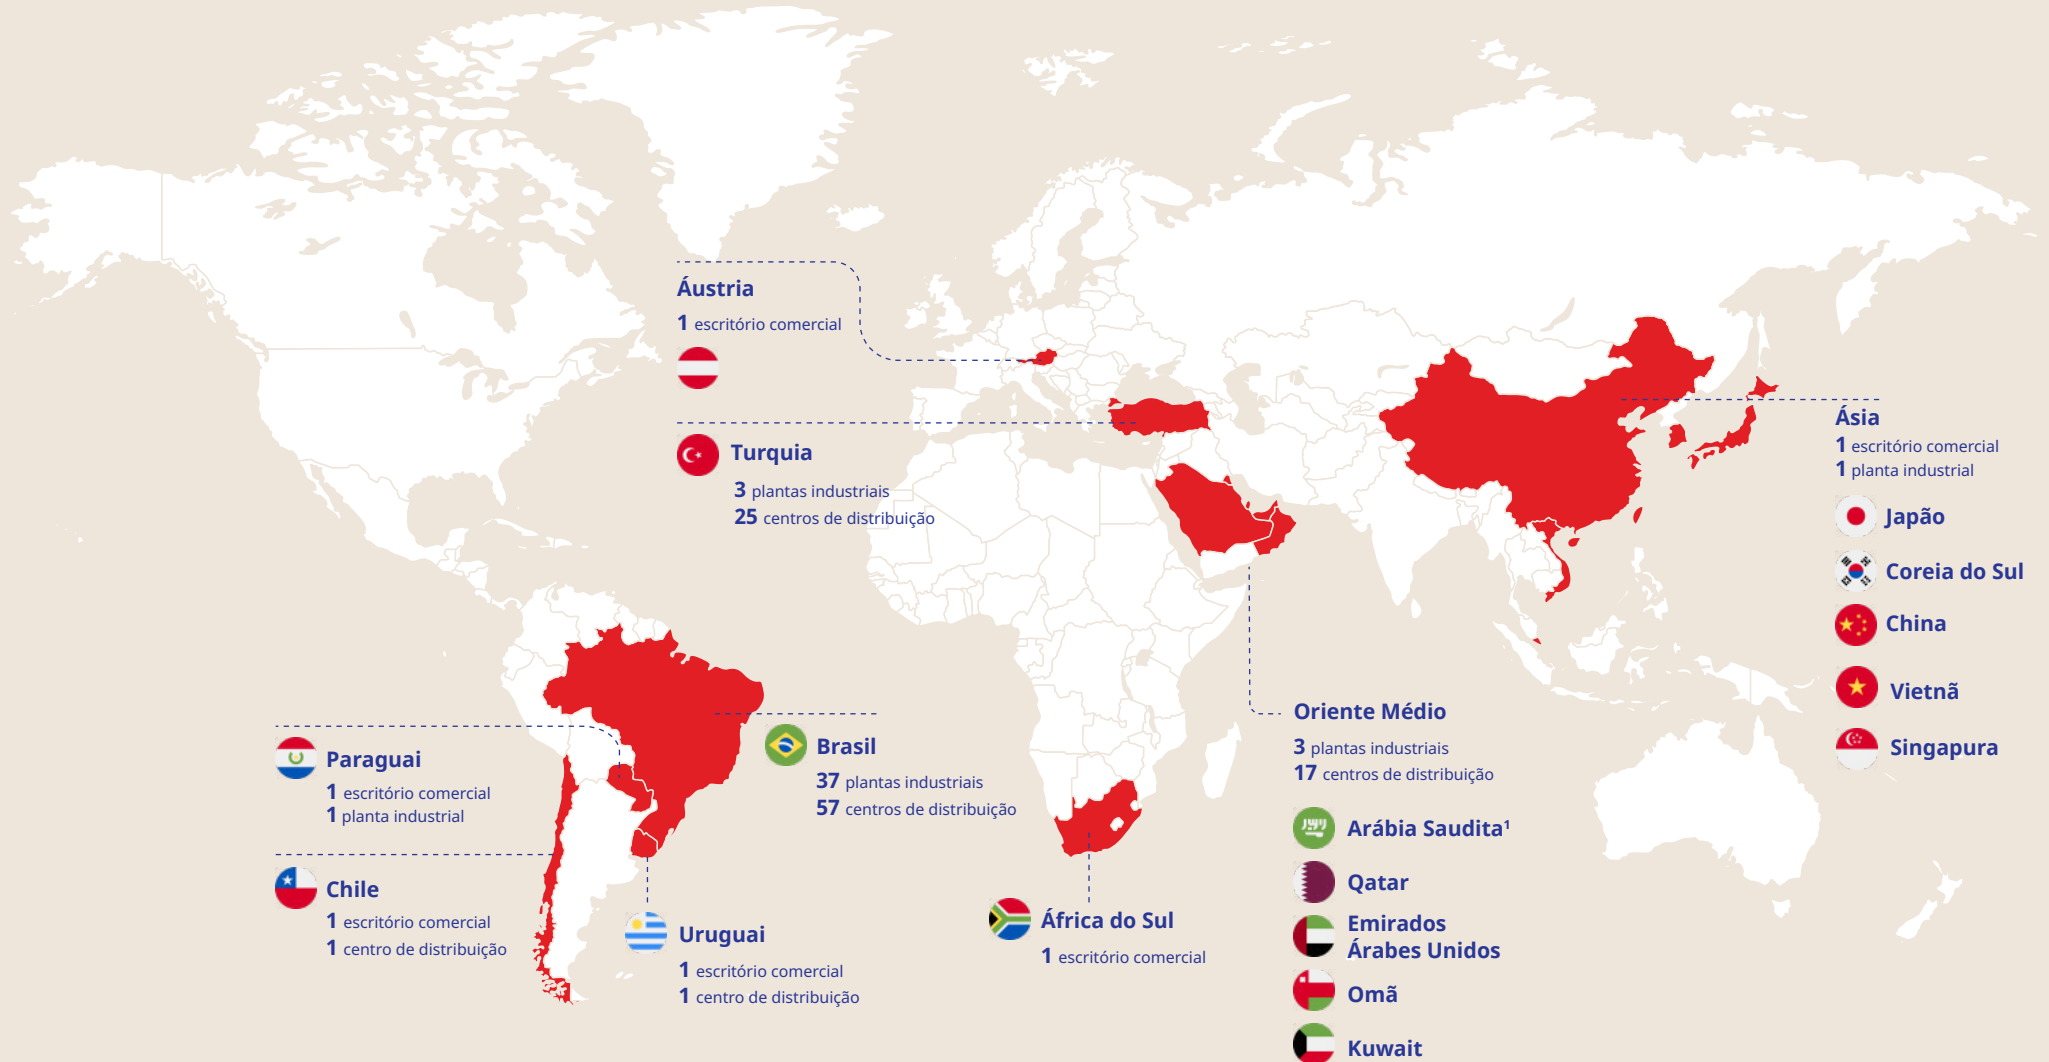 Áustria
1 escritório comercial
Turquia
3 plantas industriais
25 centros de distribuição
Ásia
1 escritório comercial
1 planta industrial
Japão
Coreia do Sul
China
Vietnã
Singapura
Paraguai
1 escritório comercial
1 planta industrial
Brasil
37 plantas industriais
57 centros de distribuição
Chile
1 escritório comercial
1 centro de distribuição
Uruguai
1 escritório comercial
1 centro de distribuição
África do Sul
1 escritório comercial
Oriente Médio
3 plantas industriais
17 centros de distribuição
Arábia Saudita¹
Qatar
Emirados
Árabes Unidos
Omã
Kuwait